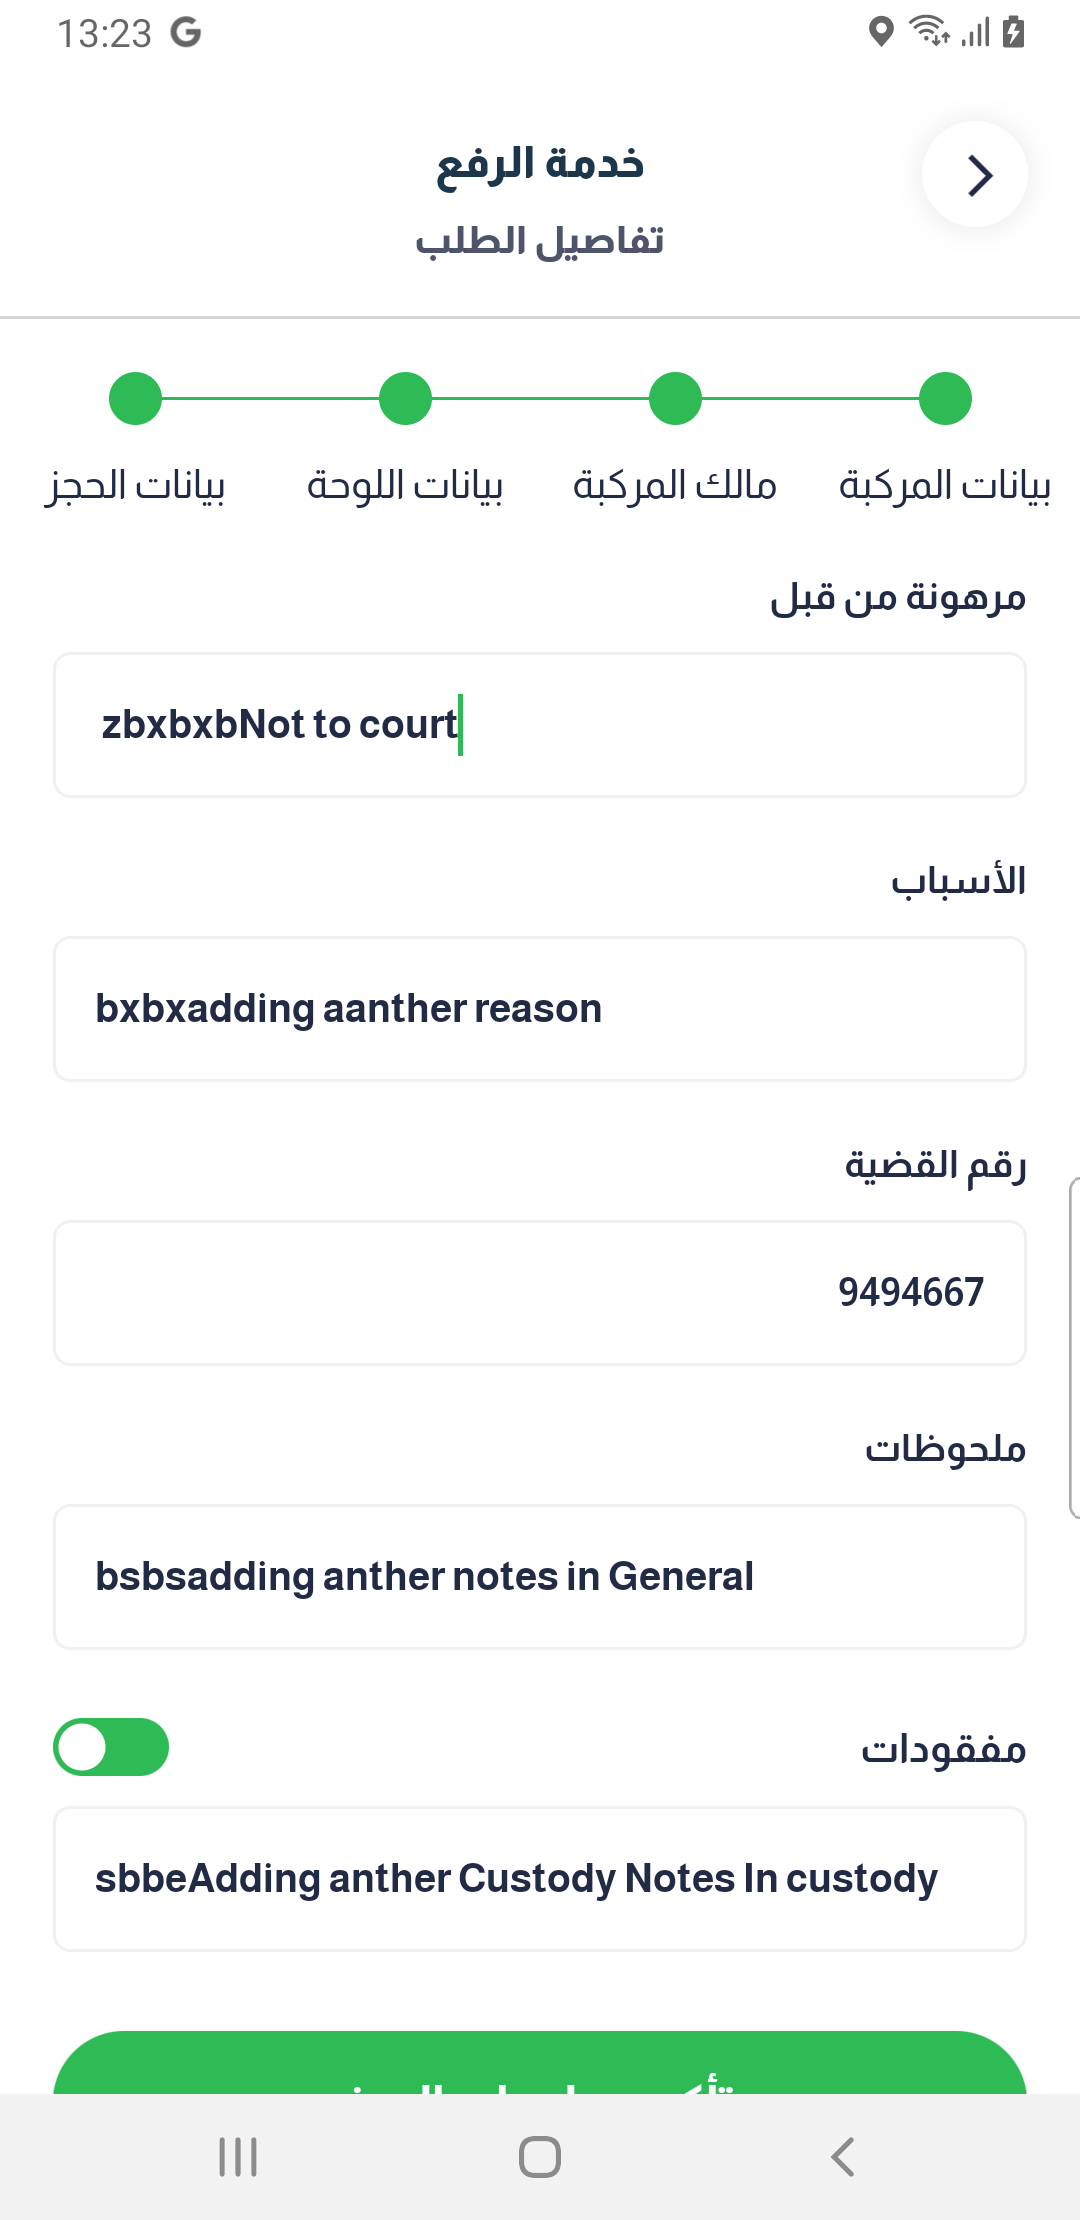 13:23 G
خدمة الرفع
تفاصيل الطلب
بيانات المركبة
مالك المركبة
بيانات اللوحة
بيانات الحجز
مرهونة من قبل
zbxbxbNot to court
الأسباب
bxbxadding aanther reason
رقم القضية
9494667
ملحوظات
bsbsadding anther notes in General
مفقودات
sbbeAdding anther Custody Notes In custody